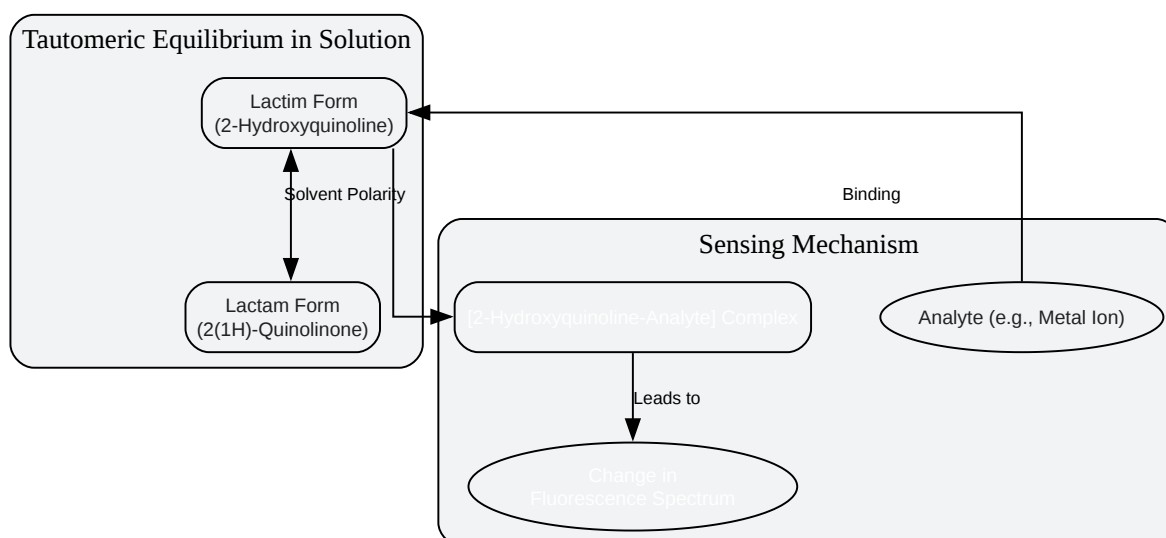 Tautomeric Equilibrium in Solution
Lactim Form
(2-Hydroxyquinoline)
Solvent Polarity
Binding
Lactam Form
(2(1H)-Quinolinone)
Sensing Mechanism
[2-Hydroxyquinoline-Analyte] Complex
Analyte (e.g., Metal Ion)
Leads to
Change in
Fluorescence Spectrum